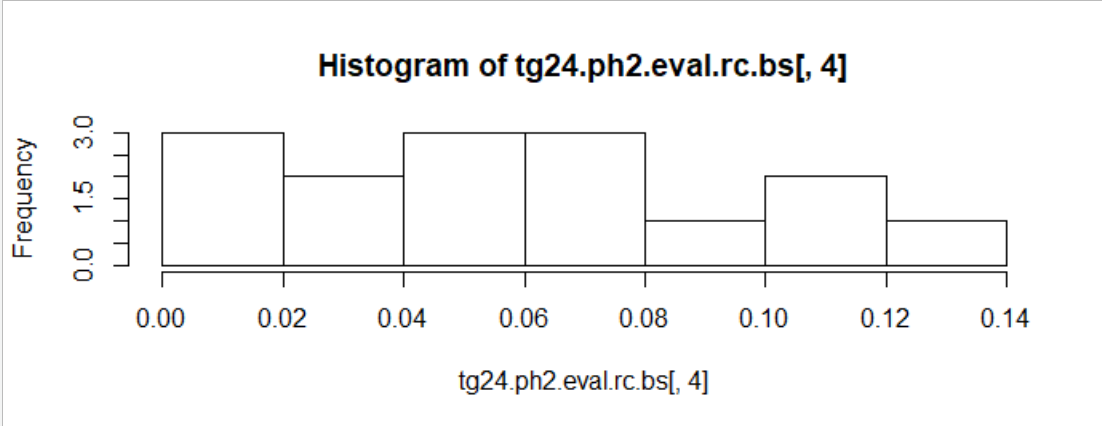 Histogram of tg24.ph2.eval.rc.bs[, 4]
Frequency
3.0
1.5
0.0
0.00 0.02 0.04 0.06 0.08 0.10 0.12 0.14
tg24.ph2.eval.rc.bs[, 4]